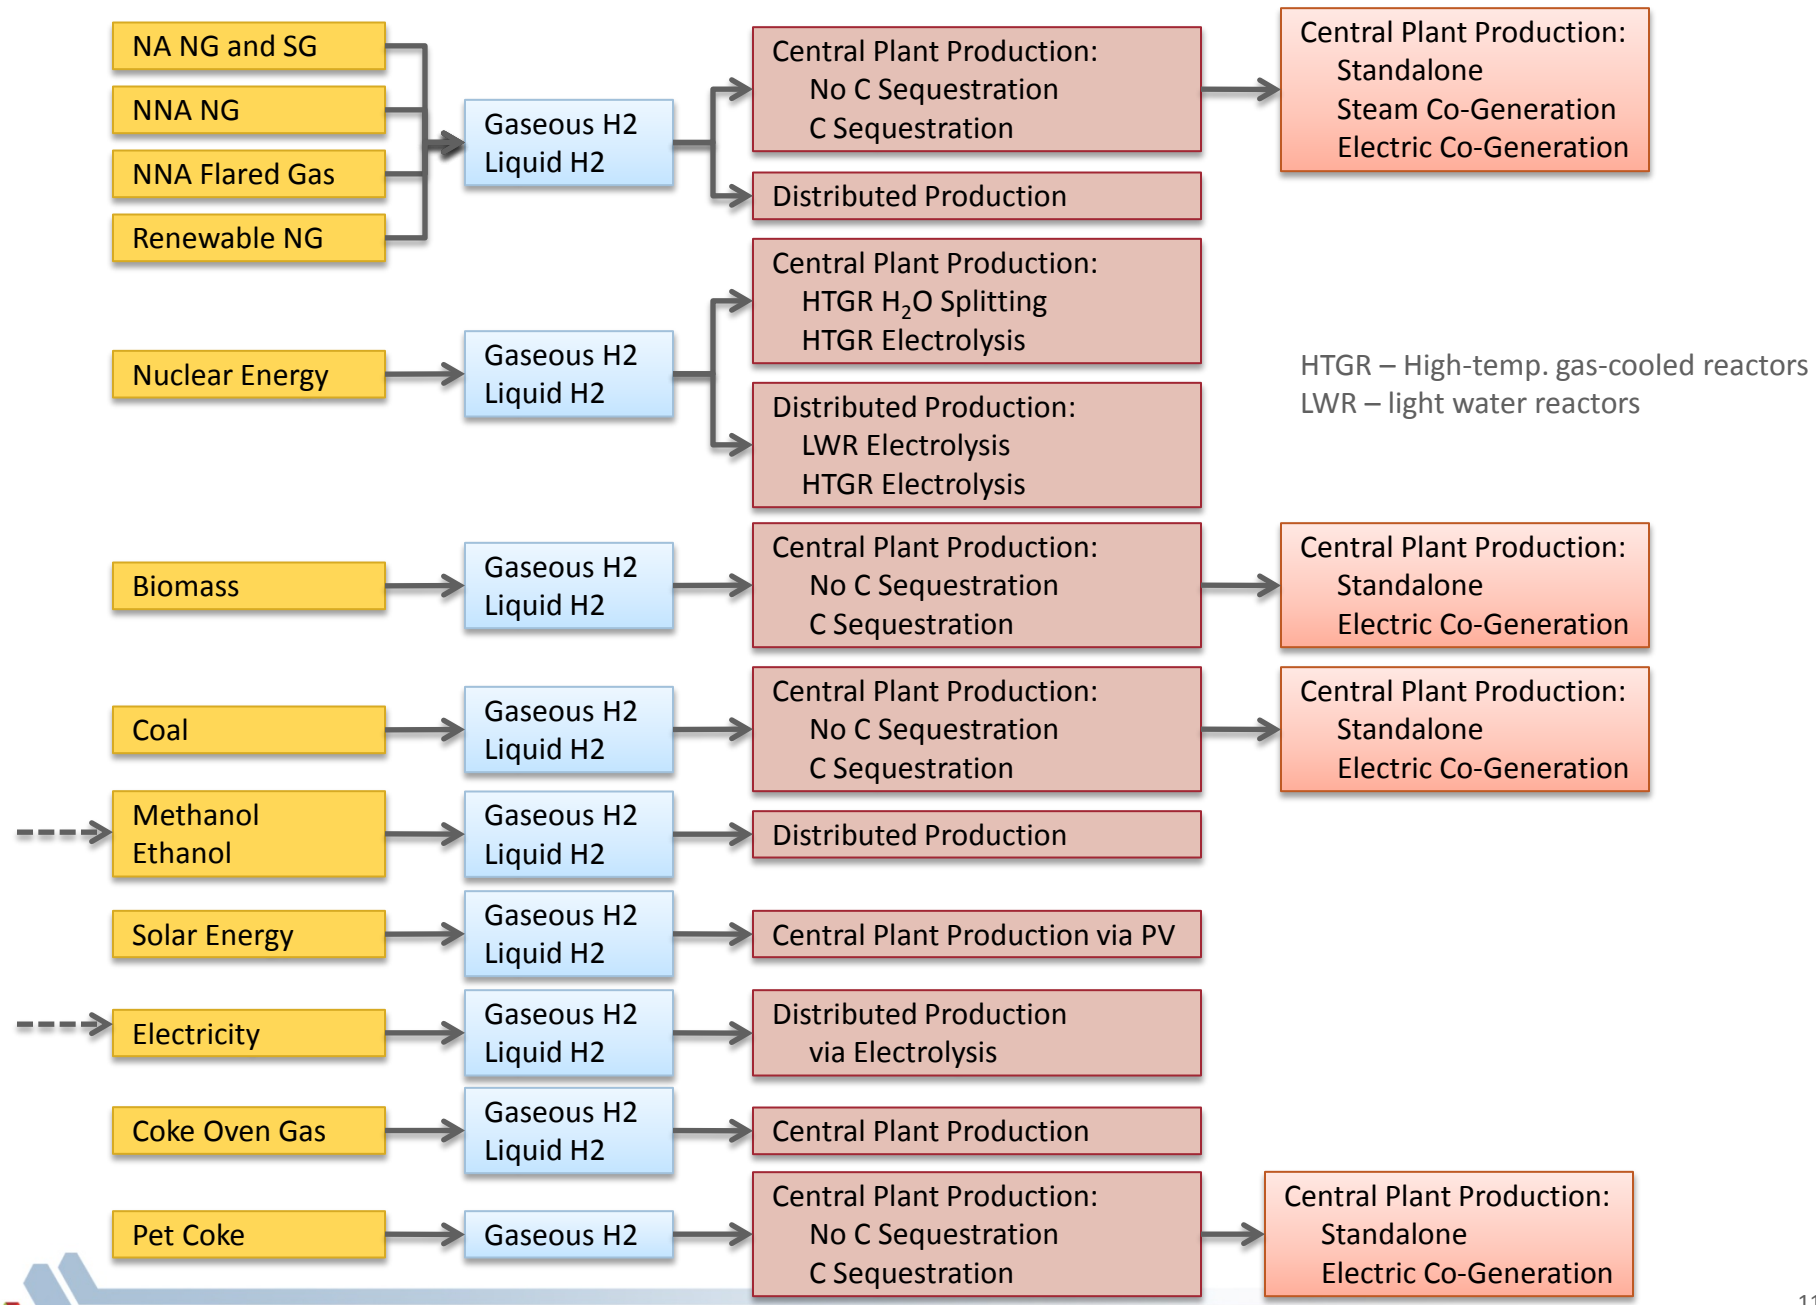 NA NG and SG
NNA NG
NNA Flared Gas
Renewable NG
Gaseous H2
Liquid H2
Central Plant Production:
No C Sequestration
C Sequestration
Distributed Production
Central Plant Production:
Standalone
Steam Co-Generation
Electric Co-Generation
Nuclear Energy
Gaseous H2
Liquid H2
Central Plant Production:
HTGR H₂O Splitting
HTGR Electrolysis
Distributed Production:
LWR Electrolysis
HTGR Electrolysis
HTGR – High-temp. gas-cooled reactors
LWR – light water reactors
Biomass
Gaseous H2
Liquid H2
Central Plant Production:
No C Sequestration
C Sequestration
Central Plant Production:
Standalone
Electric Co-Generation
Coal
Gaseous H2
Liquid H2
Central Plant Production:
No C Sequestration
C Sequestration
Central Plant Production:
Standalone
Electric Co-Generation
Methanol
Ethanol
Gaseous H2
Liquid H2
Distributed Production
Solar Energy
Gaseous H2
Liquid H2
Central Plant Production via PV
Electricity
Gaseous H2
Liquid H2
Distributed Production
via Electrolysis
Coke Oven Gas
Gaseous H2
Liquid H2
Central Plant Production
Pet Coke
Gaseous H2
Central Plant Production:
No C Sequestration
C Sequestration
Central Plant Production:
Standalone
Electric Co-Generation
11